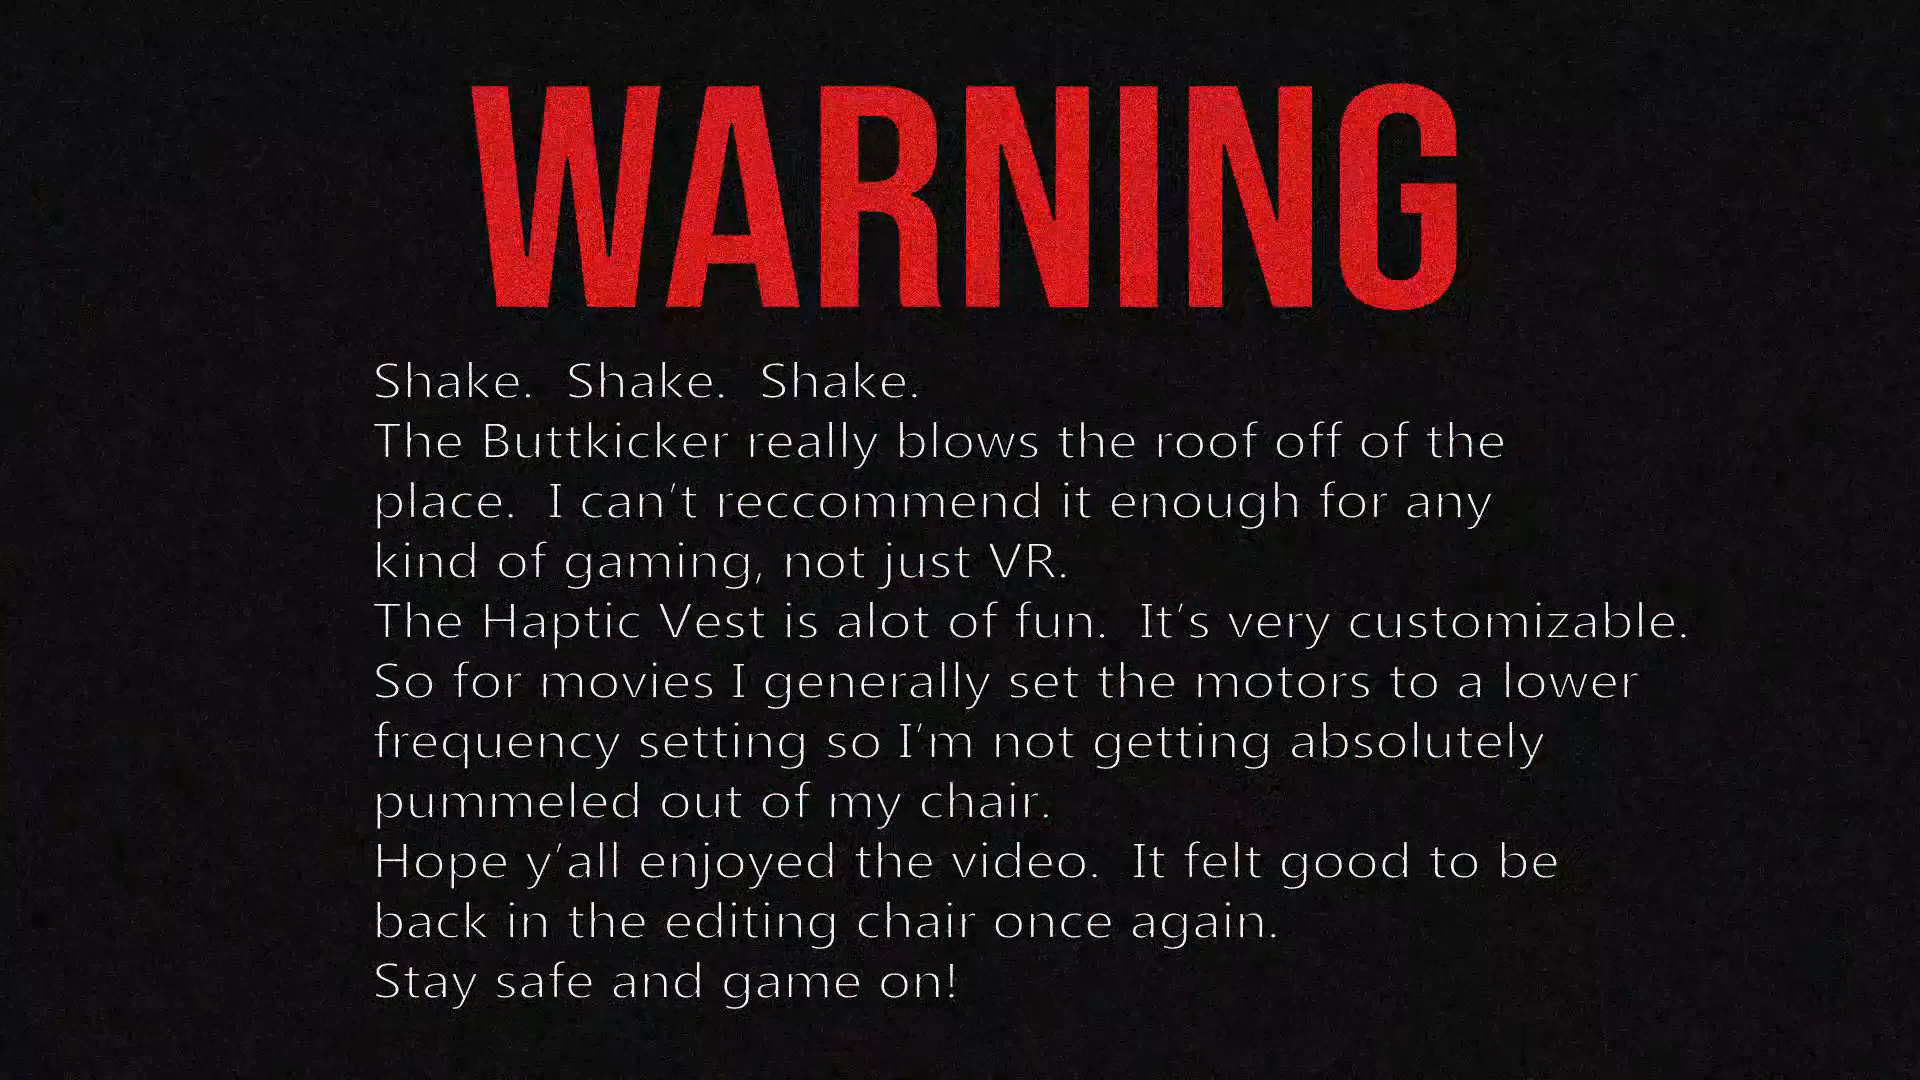 WARNING
Shake.  Shake.  Shake.
The Buttkicker really blows the roof off of the
place.  I can't reccommend it enough for any
kind of gaming, not just VR.
The Haptic Vest is alot of fun.  It's very customizable.
So for movies I generally set the motors to a lower
frequency setting so I'm not getting absolutely
pummeled out of my chair.
Hope y'all enjoyed the video.  It felt good to be
back in the editing chair once again.
Stay safe and game on!